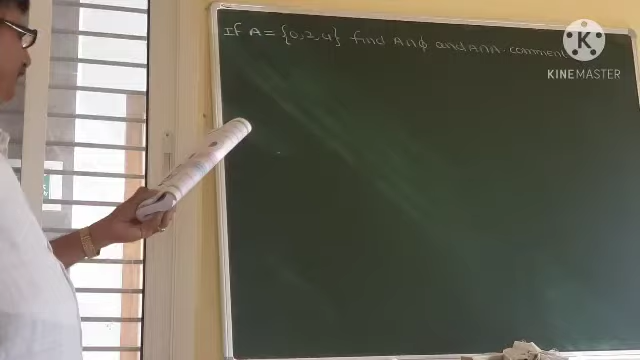 If A = {0,2,4} find A∩ϕ and A∩A. comment
KINEMASTER